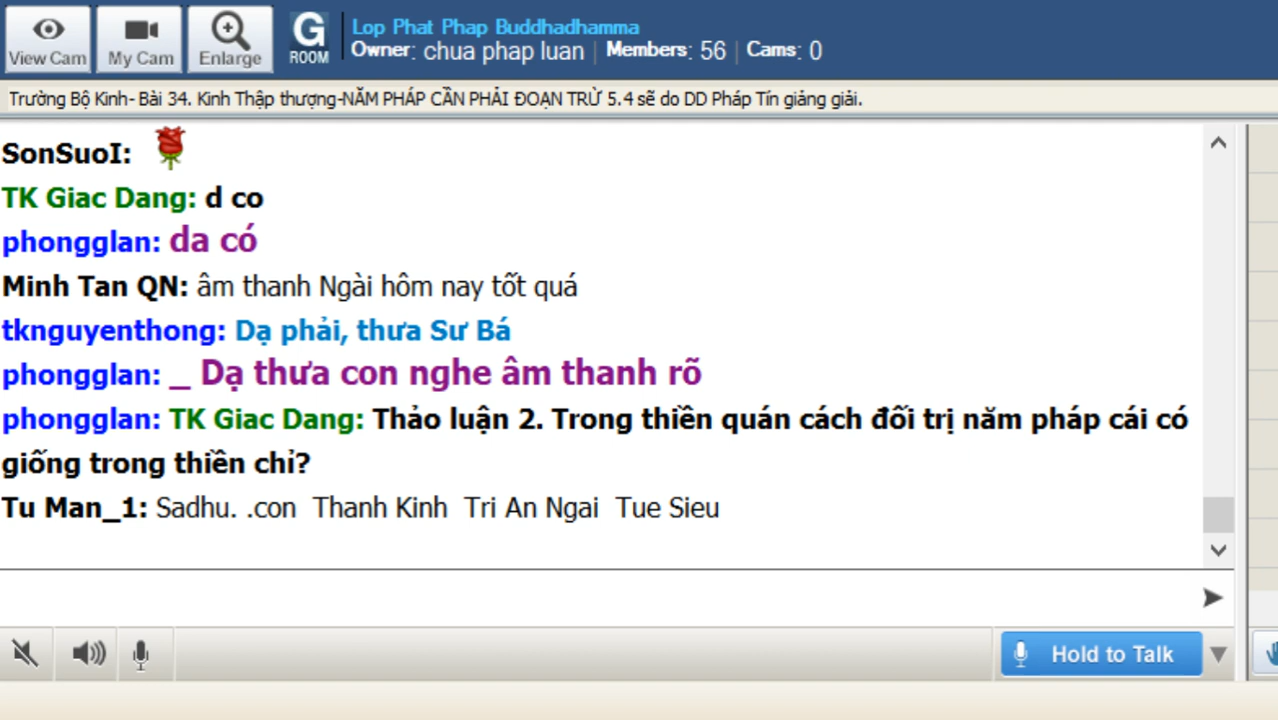 Lop Phat Phap Buddhadhamma
View Cam My Cam Enlarge G ROOM Owner: chua phap luan | Members: 56 | Cams: 0
Trường Bộ Kinh- Bài 34. Kinh Thập thượng-NĂM PHÁP CẦN PHẢI ĐOẠN TRỪ 5.4 sẽ do DD Pháp Tín giảng giải.
SonSuoI:
TK Giac Dang: d co
phongglan: da có
Minh Tan QN: âm thanh Ngài hôm nay tốt quá
tknguyenthong: Dạ phải, thưa Sư Bá
phongglan: _ Dạ thưa con nghe âm thanh rõ
phongglan: TK Giac Dang: Thảo luận 2. Trong thiền quán cách đối trị năm pháp cái có
giống trong thiền chỉ?
Tu Man_1: Sadhu. .con Thanh Kinh Tri An Ngai Tue Sieu
Hold to Talk